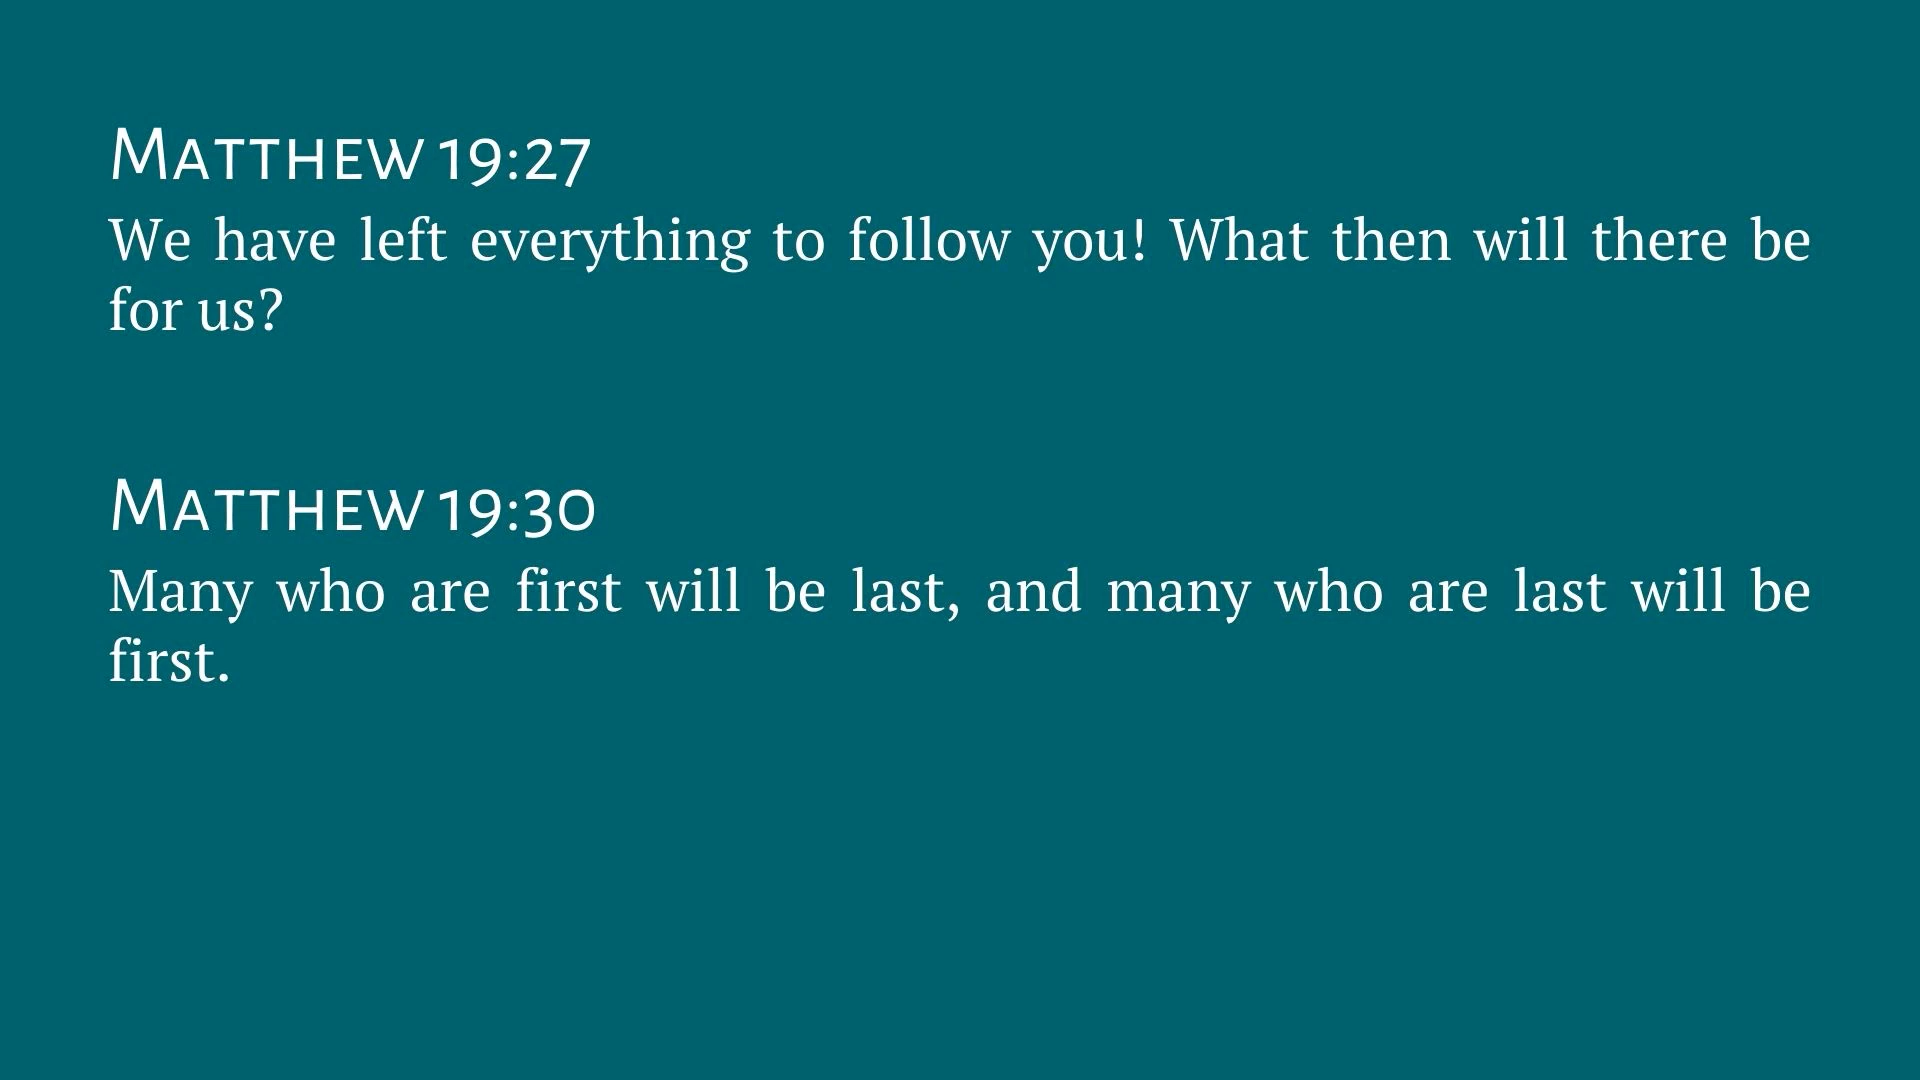 Matthew 19:27
We have left everything to follow you! What then will there be
for us?
Matthew 19:30
Many who are first will be last, and many who are last will be
first.